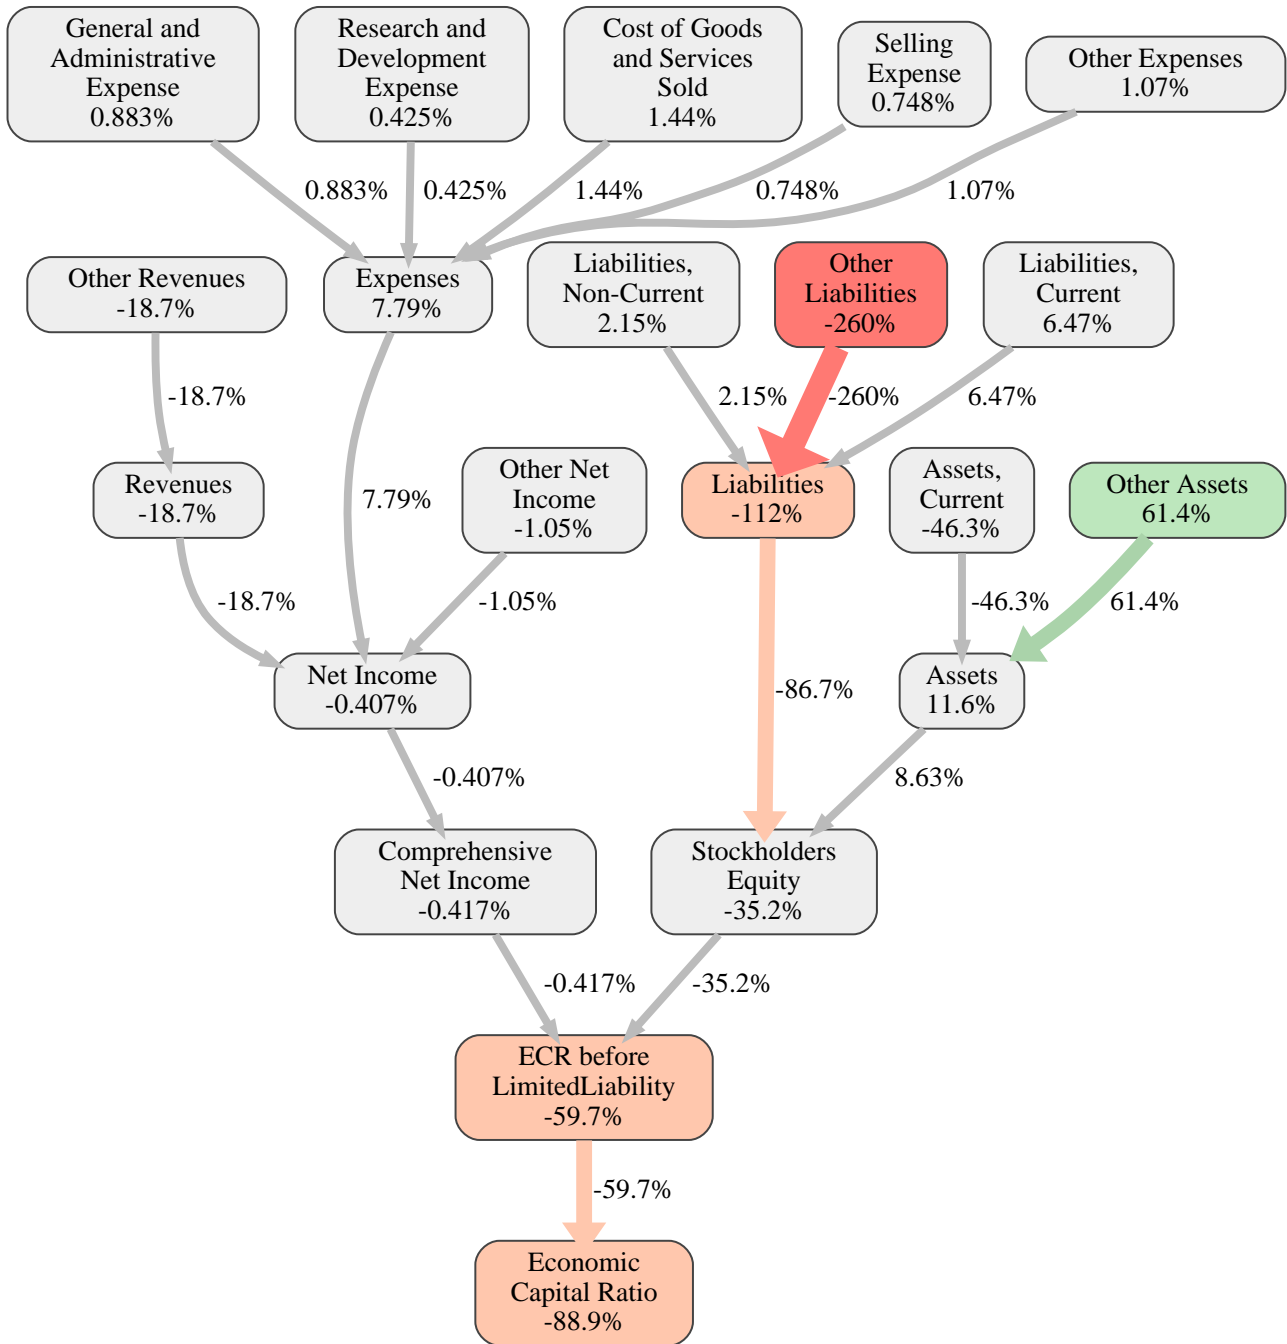 General and
Administrative
Expense
0.883%
Research and
Development
Expense
0.425%
Cost of Goods
and Services
Sold
1.44%
Selling
Expense
0.748%
Other Expenses
1.07%
0.883%
0.425%
1.44%
0.748%
1.07%
Other Revenues
-18.7%
Expenses
7.79%
Liabilities,
Non-Current
2.15%
Other
Liabilities
-260%
Liabilities,
Current
6.47%
-18.7%
2.15%
-260%
6.47%
Revenues
-18.7%
7.79%
Other Net
Income
-1.05%
Liabilities
-112%
Assets,
Current
-46.3%
Other Assets
61.4%
-18.7%
-1.05%
-46.3%
61.4%
Net Income
-0.407%
-86.7%
Assets
11.6%
-0.407%
8.63%
Comprehensive
Net Income
-0.417%
Stockholders
Equity
-35.2%
-0.417%
-35.2%
ECR before
LimitedLiability
-59.7%
-59.7%
Economic
Capital Ratio
-88.9%